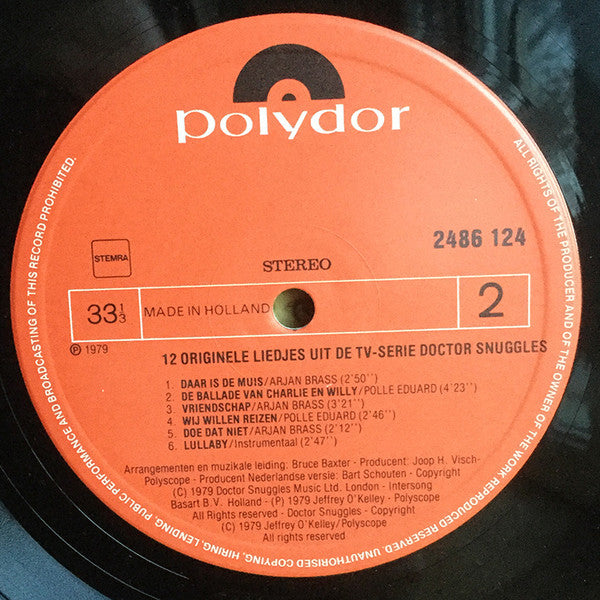 polydor
ALL RIGHTS OF THE PRODUCER AND OF THE OWNER OF THE WORK REPRODUCED RESERVED. UNAUTHORISED COPYING, HIRING, LENDING, PUBLIC PERFORMANCE AND BROADCASTING OF THIS RECORD PROHIBITED.
2486 124
STEMRA
STEREO
33 1/3
MADE IN HOLLAND
2
℗ 1979
12 ORIGINELE LIEDJES UIT DE TV-SERIE DOCTOR SNUGGLES
1. DAAR IS DE MUIS/ARJAN BRASS (2'50'')
2. DE BALLADE VAN CHARLIE EN WILLY/POLLE EDUARD (4'23'')
3. VRIENDSCHAP/ARJAN BRASS (3'21'')
4. WIJ WILLEN REIZEN/POLLE EDUARD (2'46'')
5. DOE DAT NIET/ARJAN BRASS (2'12'')
6. LULLABY/Instrumentaal (2'47'')
Arrangementen en muzikale leiding: Bruce Baxter - Producer: Joop H. Visch-
Polyscope - Producent Nederlandse versie: Bart Schouten - Copyright
(C) 1979 Doctor Snuggles Music Ltd. London - Intersong
Basart B.V. Holland - (P) 1979 Jeffrey O'Kelley - Polyscope
All Rights Reserved - Doctor Snuggles - Copyright
(C) 1979 Jeffrey O'Kelley/Polyscope
All rights reserved